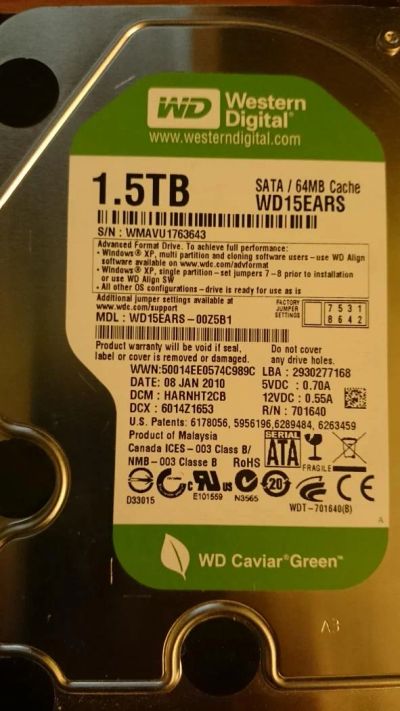 WD Western Digital®
www.westerndigital.com
1.5TB
SATA / 64MB Cache
WD15EARS
S/N : WMAVU1763643
Advanced Format Drive. To achieve full performance:
• Windows® XP, multi partition and cloning software users - use WD Align
software available on www.wdc.com/advformat
• Windows® XP, single partition - set jumpers 7-8 prior to installation
or use WD Align SW
• All other OS configurations - drive is ready for use as is
Additional jumper settings available at
www.wdc.com/support
FACTORY JUMPER SETTINGS
7 5 3 1
8 6 4 2
MDL : WD15EARS-00Z5B1
Product warranty will be void if seal,
label or cover is removed or damaged.
Do not cover
any drive holes.
WWN:50014EE0574C989C
LBA : 2930277168
DATE: 08 JAN 2010
5VDC : 0.70A
DCM : HARNHT2CB
12VDC : 0.55A
DCX : 6014Z1653
R/N : 701640
U.S. Patents: 6178056, 5956196,6289484, 6263459
Product of Malaysia
Canada ICES-003 Class B/
NMB-003 Classe B RoHS
SERIAL ATA
FRAGILE
D33015
E101559
N3565
20
CE
WDT-701640(B)
A
WD Caviar® Green™
A3